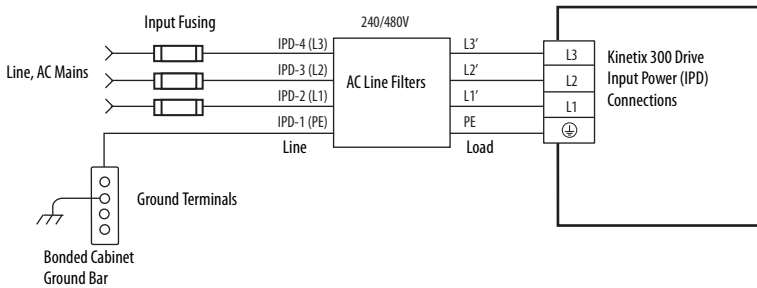 Input Fusing
240/480V
Line, AC Mains
IPD-4 (L3)
IPD-3 (L2)
IPD-2 (L1)
IPD-1 (PE)
Line
AC Line Filters
L3'
L2'
L1'
PE
Load
L3
L2
L1
Kinetix 300 Drive
Input Power (IPD)
Connections
Ground Terminals
Bonded Cabinet
Ground Bar